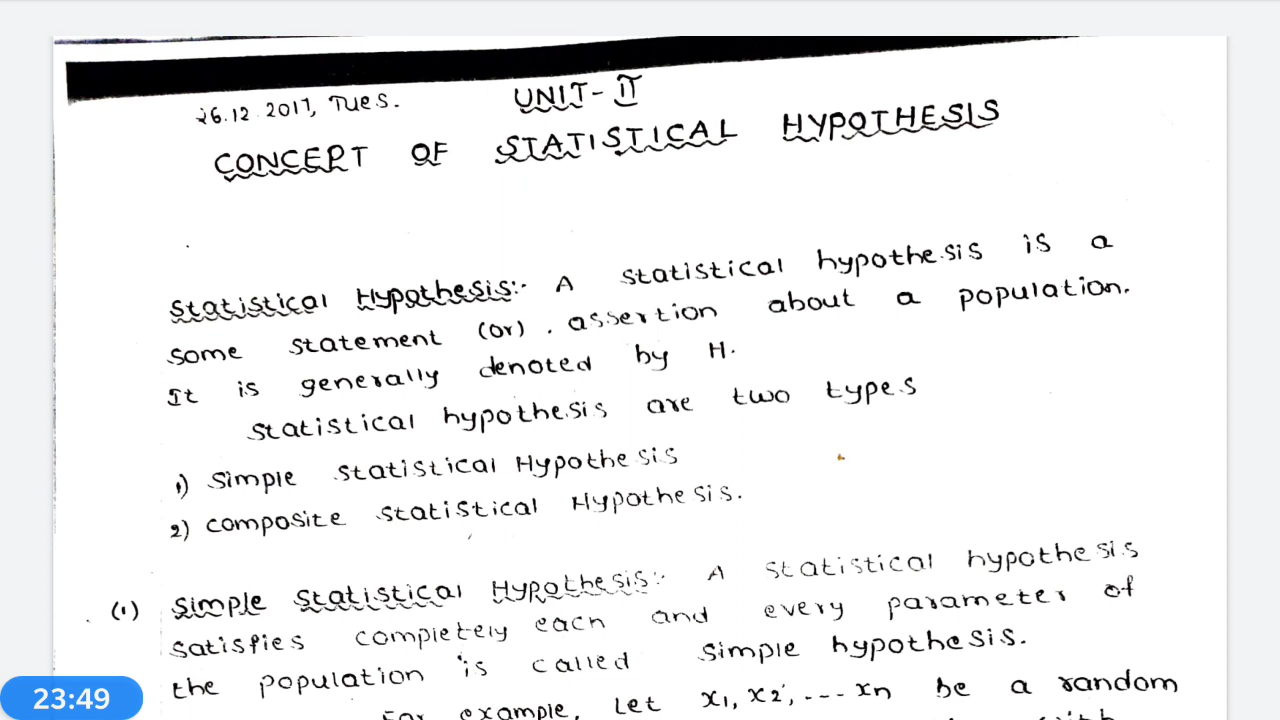 26.12.2017, Tues.
UNIT-II
CONCEPT OF STATISTICAL HYPOTHESIS
Statistical Hypothesis:- A statistical hypothesis is a
some statement (or) assertion about a population.
It is generally denoted by H.
statistical hypothesis are two types
1) Simple statistical Hypothesis
2) composite statistical Hypothesis.
(1) Simple Statistical Hypothesis:- A statistical hypothesis
satisfies completely each and every parameter of
the population is called simple hypothesis.
For example, Let x1, x2, ---- xn be a random
with
23:49